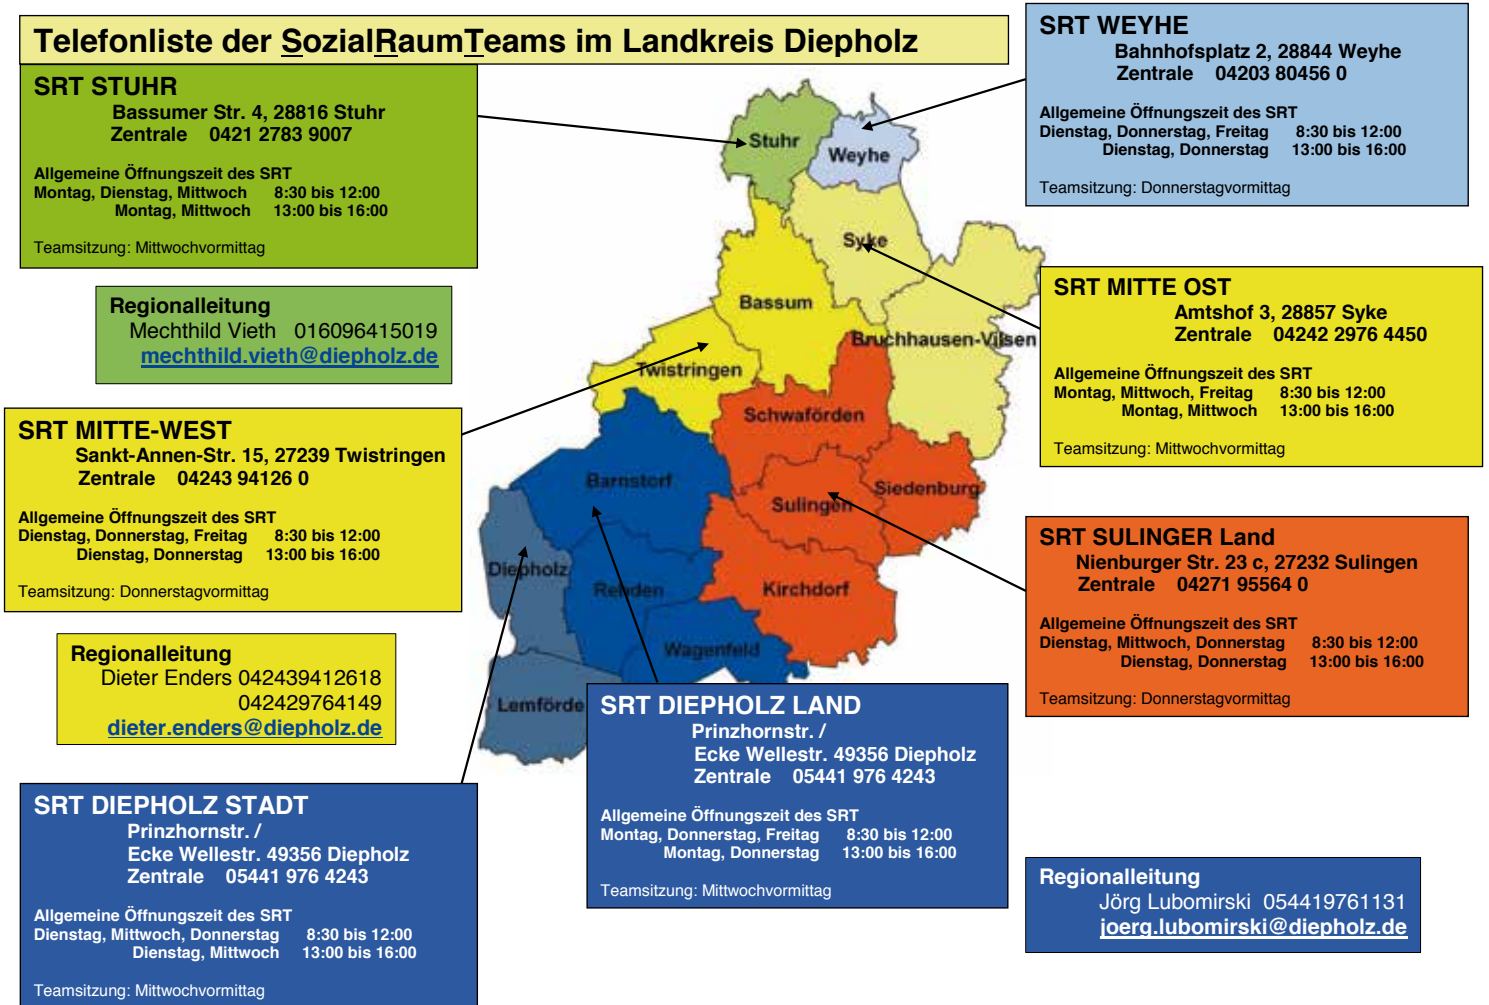 Telefonliste der SozialRaumTeams im Landkreis Diepholz
SRT STUHR
Bassumer Str. 4, 28816 Stuhr
Zentrale 0421 2783 9007
Allgemeine Öffnungszeit des SRT
Montag, Dienstag, Mittwoch 8:30 bis 12:00
Montag, Mittwoch 13:00 bis 16:00
Teamsitzung: Mittwochvormittag
SRT WEYHE
Bahnhofsplatz 2, 28844 Weyhe
Zentrale 04203 80456 0
Allgemeine Öffnungszeit des SRT
Dienstag, Donnerstag, Freitag 8:30 bis 12:00
Dienstag, Donnerstag 13:00 bis 16:00
Teamsitzung: Donnerstagvormittag
Regionalleitung
Mechthild Vieth 016096415019
mechthild.vieth@diepholz.de
SRT MITTE OST
Amtshof 3, 28857 Syke
Zentrale 04242 2976 4450
Allgemeine Öffnungszeit des SRT
Montag, Mittwoch, Freitag 8:30 bis 12:00
Montag, Mittwoch 13:00 bis 16:00
Teamsitzung: Mittwochvormittag
SRT MITTE-WEST
Sankt-Annen-Str. 15, 27239 Twistringen
Zentrale 04243 94126 0
Allgemeine Öffnungszeit des SRT
Dienstag, Donnerstag, Freitag 8:30 bis 12:00
Dienstag, Donnerstag 13:00 bis 16:00
Teamsitzung: Donnerstagvormittag
Stuhr
Weyhe
Syke
Bassum
Bruchhausen-Vilsen
Twistringen
Schwaförden
Barnstorf
Sulingen
Siedenburg
Diepholz
Rehden
Kirchdorf
Wagenfeld
Lemförde
SRT SULINGER Land
Nienburger Str. 23 c, 27232 Sulingen
Zentrale 04271 95564 0
Allgemeine Öffnungszeit des SRT
Dienstag, Mittwoch, Donnerstag 8:30 bis 12:00
Dienstag, Donnerstag 13:00 bis 16:00
Teamsitzung: Donnerstagvormittag
Regionalleitung
Dieter Enders 042439412618
042429764149
dieter.enders@diepholz.de
SRT DIEPHOLZ LAND
Prinzhornstr. /
Ecke Wellestr. 49356 Diepholz
Zentrale 05441 976 4243
Allgemeine Öffnungszeit des SRT
Montag, Donnerstag, Freitag 8:30 bis 12:00
Montag, Donnerstag 13:00 bis 16:00
Teamsitzung: Mittwochvormittag
SRT DIEPHOLZ STADT
Prinzhornstr. /
Ecke Wellestr. 49356 Diepholz
Zentrale 05441 976 4243
Allgemeine Öffnungszeit des SRT
Dienstag, Mittwoch, Donnerstag 8:30 bis 12:00
Dienstag, Mittwoch 13:00 bis 16:00
Teamsitzung: Mittwochvormittag
Regionalleitung
Jörg Lubomirski 054419761131
joerg.lubomirski@diepholz.de